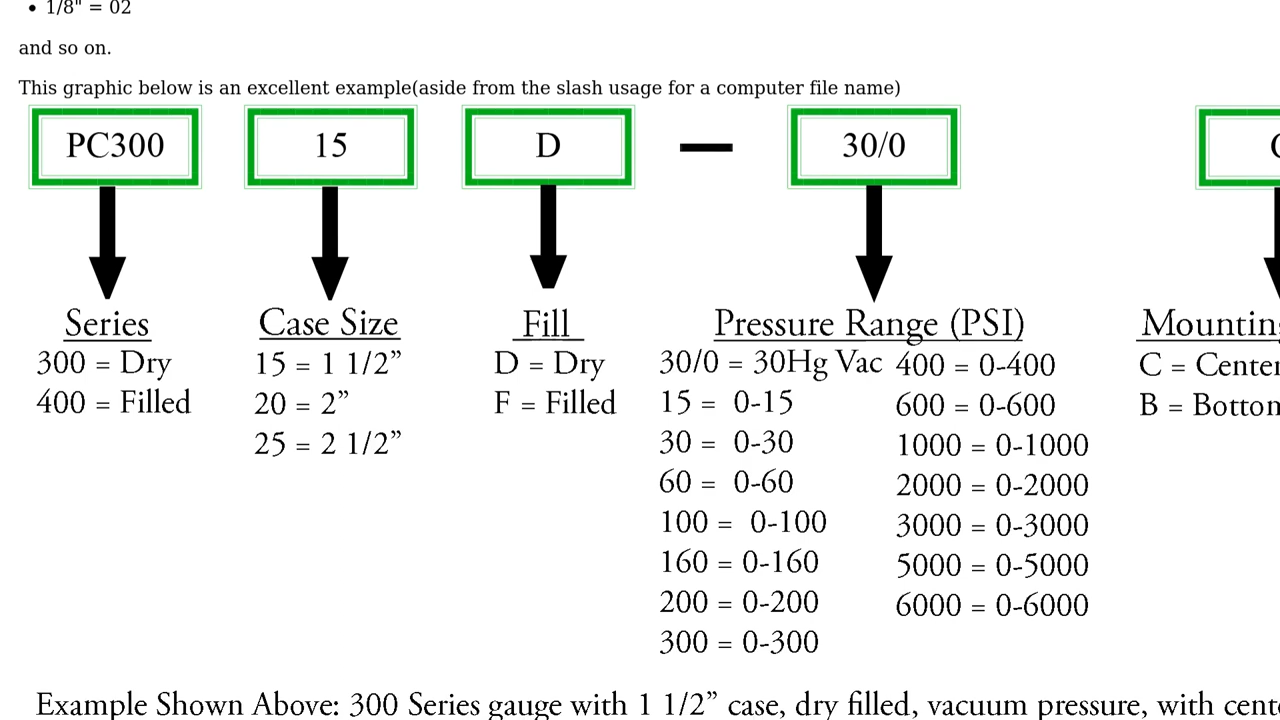 • 1/8" = 02
and so on.
This graphic below is an excellent example(aside from the slash usage for a computer file name)
PC300 15 D — 30/0
Series
300 = Dry
400 = Filled
Case Size
15 = 1 1/2”
20 = 2”
25 = 2 1/2”
Fill
D = Dry
F = Filled
Pressure Range (PSI)
30/0 = 30Hg Vac 400 = 0-400
15 = 0-15 600 = 0-600
30 = 0-30 1000 = 0-1000
60 = 0-60 2000 = 0-2000
100 = 0-100 3000 = 0-3000
160 = 0-160 5000 = 0-5000
200 = 0-200 6000 = 0-6000
300 = 0-300
Mountin
C = Center
B = Botton
Example Shown Above: 300 Series gauge with 1 1/2” case, dry filled, vacuum pressure, with cent